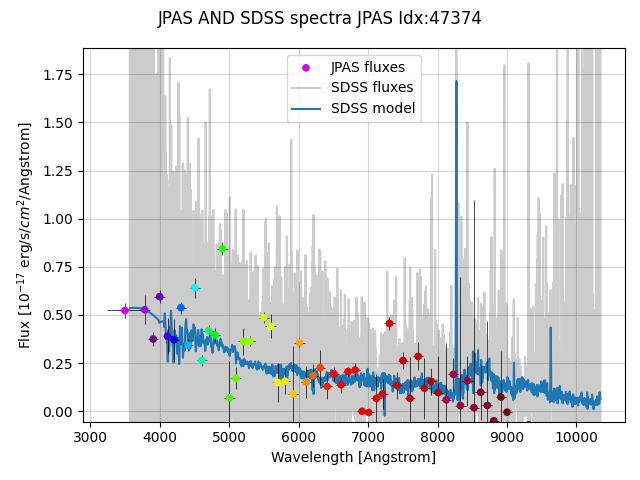 JPAS AND SDSS spectra JPAS Idx:47374
JPAS fluxes
SDSS fluxes
SDSS model
1.75
1.50
1.25
1.00
0.75
0.50
0.25
0.00
Flux [10⁻¹⁷ erg/s/cm²/Angstrom]
3000 4000 5000 6000 7000 8000 9000 10000
Wavelength [Angstrom]